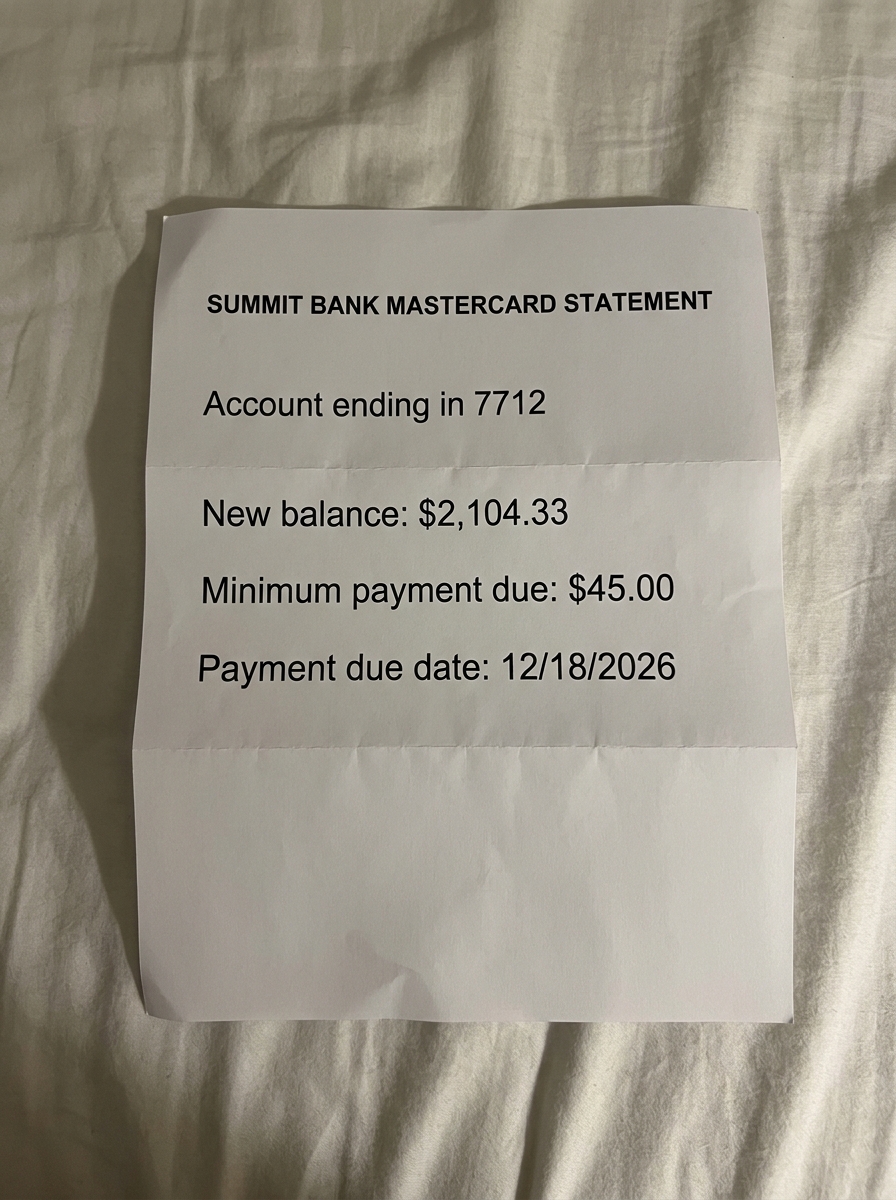 SUMMIT BANK MASTERCARD STATEMENT
Account ending in 7712
New balance: $2,104.33
Minimum payment due: $45.00
Payment due date: 12/18/2026